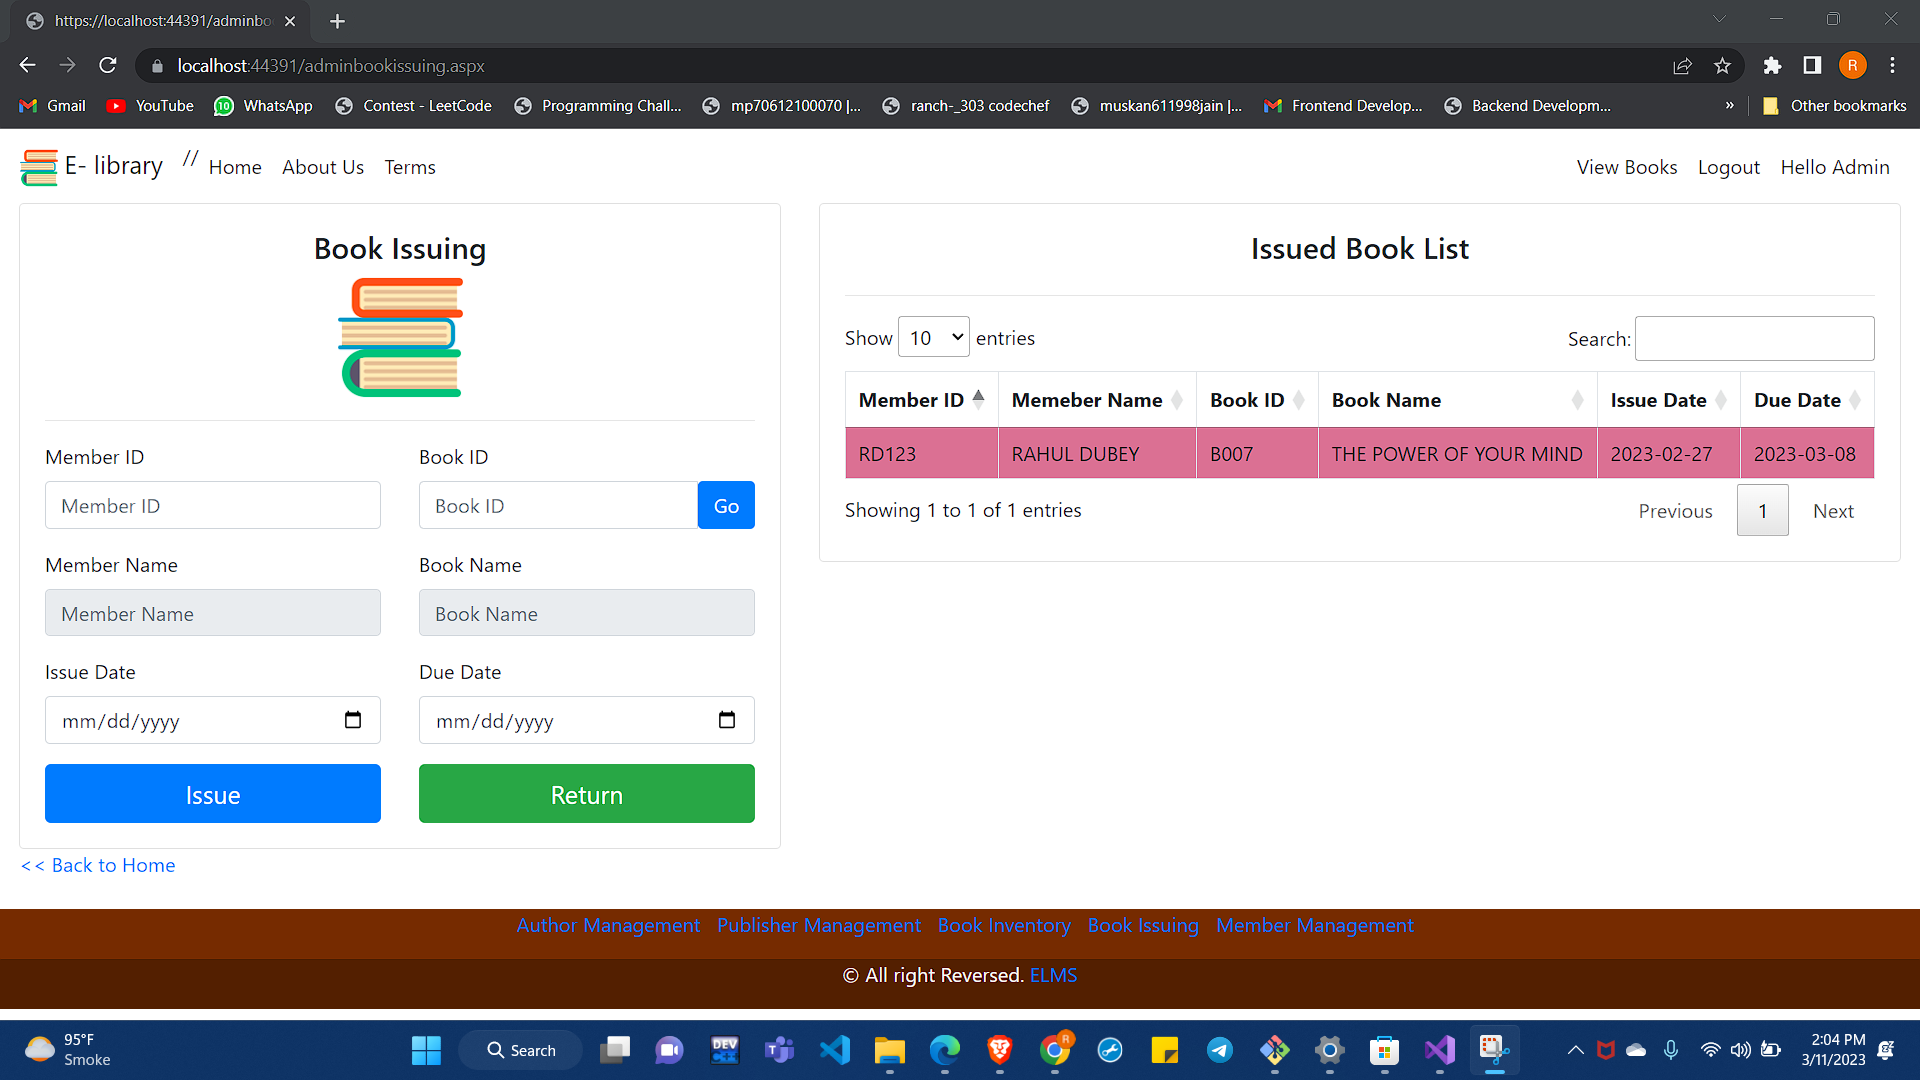 https://localhost:44391/adminbo
localhost:44391/adminbookissuing.aspx
R
Gmail YouTube 10 WhatsApp Contest - LeetCode Programming Chall... mp70612100070 |... ranch-_303 codechef muskan611998jain |... Frontend Develop... Backend Developm... » Other bookmarks
E- library // Home About Us Terms View Books Logout Hello Admin
Book Issuing
Member ID Book ID
Member ID Book ID Go
Member Name Book Name
Member Name Book Name
Issue Date Due Date
mm/dd/yyyy mm/dd/yyyy
Issue Return
<< Back to Home
Issued Book List
Show 10 entries Search:
Member ID Memeber Name Book ID Book Name Issue Date Due Date
RD123 RAHUL DUBEY B007 THE POWER OF YOUR MIND 2023-02-27 2023-03-08
Showing 1 to 1 of 1 entries Previous 1 Next
Author Management Publisher Management Book Inventory Book Issuing Member Management
© All right Reversed. ELMS
95°F
Smoke
Search
DEV
C++
R
2:04 PM
3/11/2023